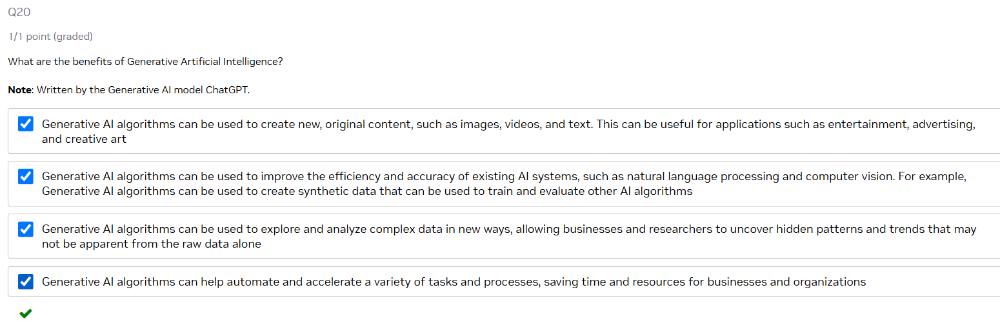 Q20
1/1 point (graded)
What are the benefits of Generative Artificial Intelligence?
Note: Written by the Generative AI model ChatGPT.
Generative AI algorithms can be used to create new, original content, such as images, videos, and text. This can be useful for applications such as entertainment, advertising,
and creative art
Generative AI algorithms can be used to improve the efficiency and accuracy of existing AI systems, such as natural language processing and computer vision. For example,
Generative AI algorithms can be used to create synthetic data that can be used to train and evaluate other AI algorithms
Generative AI algorithms can be used to explore and analyze complex data in new ways, allowing businesses and researchers to uncover hidden patterns and trends that may
not be apparent from the raw data alone
Generative AI algorithms can help automate and accelerate a variety of tasks and processes, saving time and resources for businesses and organizations